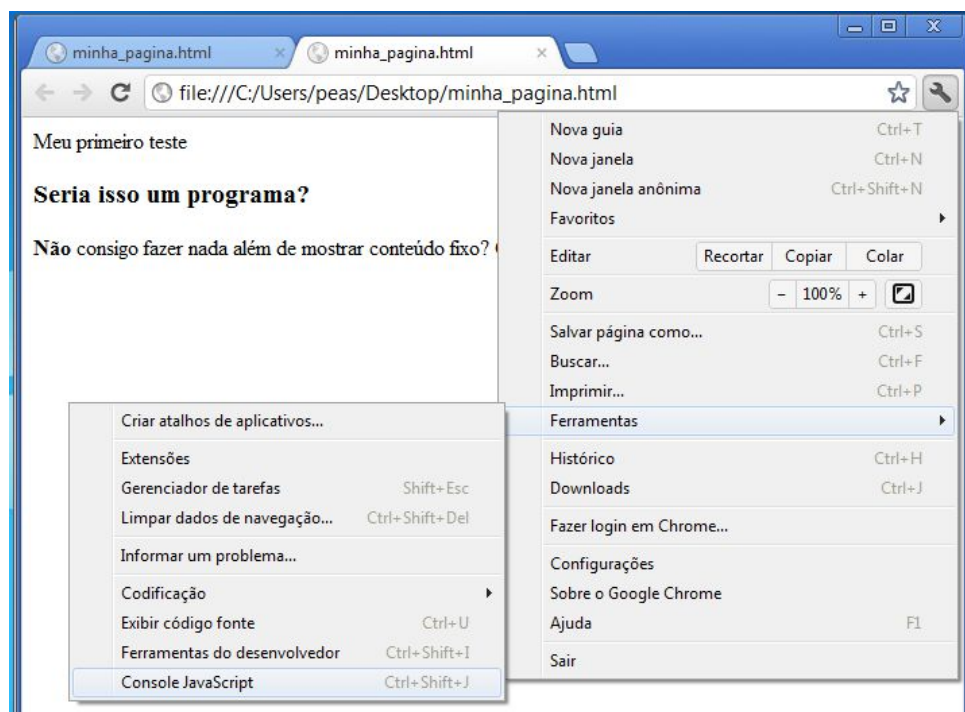 minha_pagina.html
minha_pagina.html
file:///C:/Users/peas/Desktop/minha_pagina.html
Meu primeiro teste
Seria isso um programa?
Não consigo fazer nada além de mostrar conteúdo fixo?
Nova guia Ctrl+T
Nova janela Ctrl+N
Nova janela anônima Ctrl+Shift+N
Favoritos
Editar Recortar Copiar Colar
Zoom - 100% +
Salvar página como... Ctrl+S
Buscar... Ctrl+F
Imprimir... Ctrl+P
Ferramentas
Histórico Ctrl+H
Downloads Ctrl+J
Fazer login em Chrome...
Configurações
Sobre o Google Chrome
Ajuda F1
Sair
Criar atalhos de aplicativos...
Extensões
Gerenciador de tarefas Shift+Esc
Limpar dados de navegação... Ctrl+Shift+Del
Informar um problema...
Codificação
Exibir código fonte Ctrl+U
Ferramentas do desenvolvedor Ctrl+Shift+I
Console JavaScript Ctrl+Shift+J